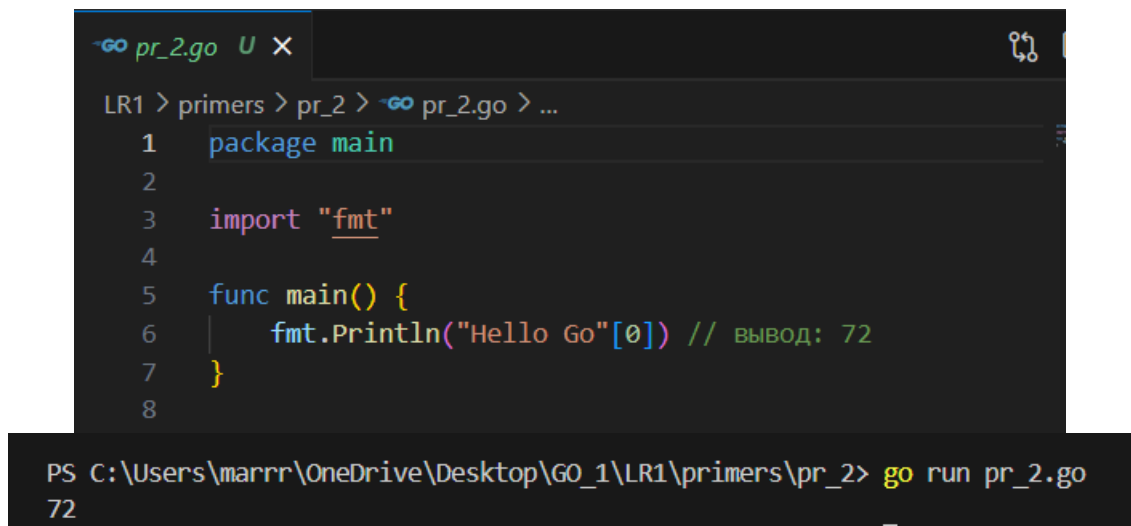 GO pr_2.go U X
LR1 > primers > pr_2 > GO pr_2.go > ...
1 package main
2
3 import "fmt"
4
5 func main() {
6 fmt.Println("Hello Go"[0]) // вывод: 72
7 }
8
PS C:\Users\marrr\OneDrive\Desktop\GO_1\LR1\primers\pr_2> go run pr_2.go
72